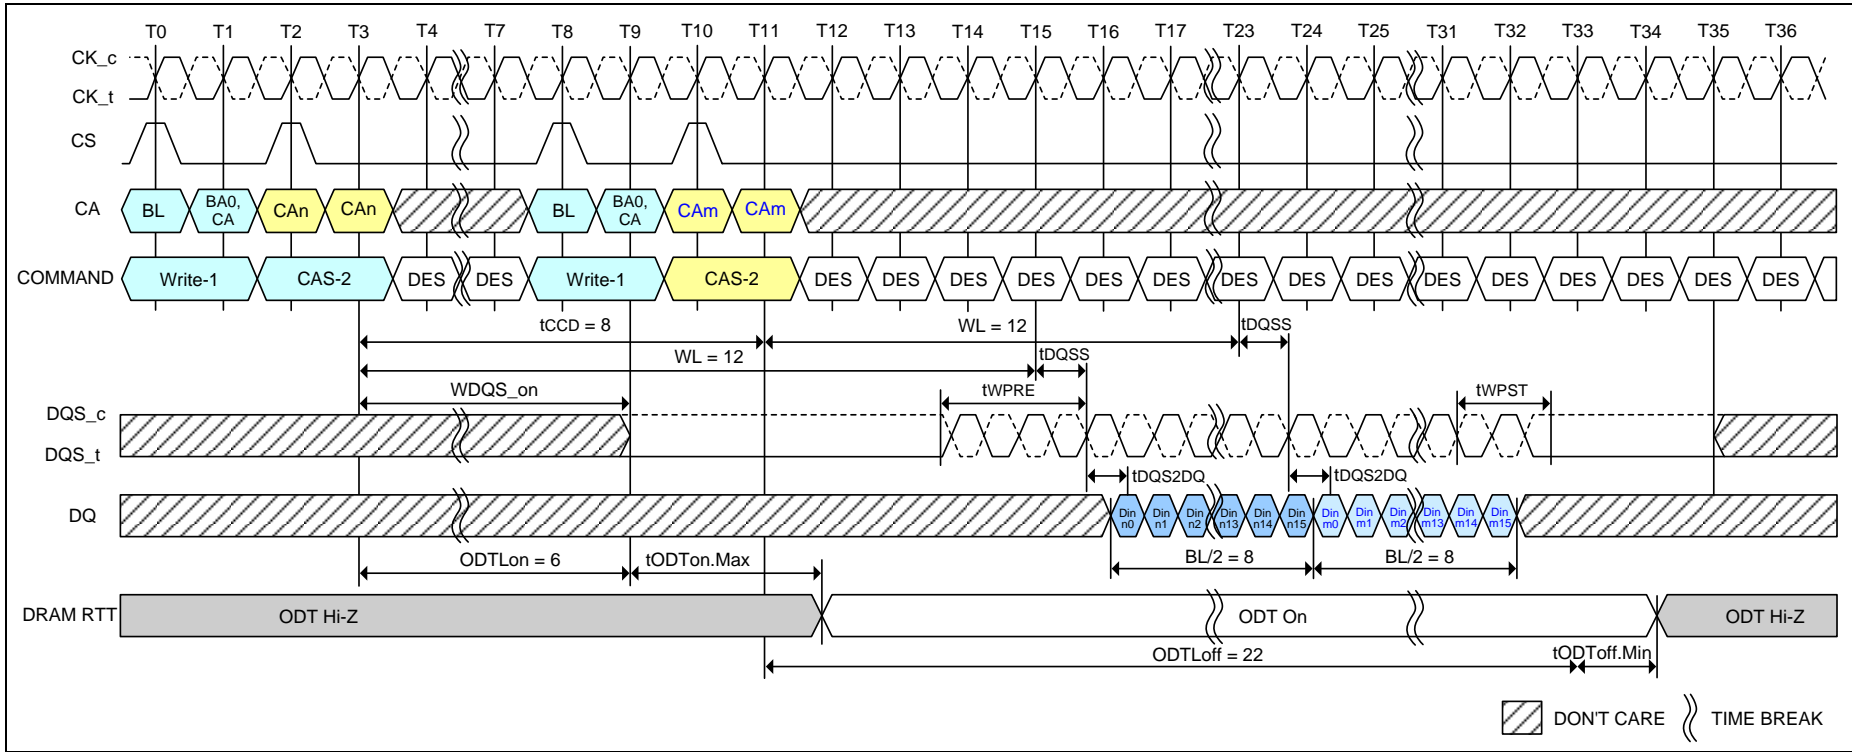 T0 T1 T2 T3 T4 T7 T8 T9 T10 T11 T12 T13 T14 T15 T16 T17 T23 T24 T25 T31 T32 T33 T34 T35 T36
CK_c
CK_t
CS
CA BL BA0, CA CAn CAn BL BA0, CA CAm CAm
COMMAND Write-1 CAS-2 DES DES Write-1 CAS-2 DES DES DES DES DES DES DES DES DES DES DES DES DES DES DES
tCCD = 8 WL = 12 tDQSS
WL = 12 tDQSS
WDQS_on tWPRE tWPST
DQS_c
DQS_t
tDQS2DQ tDQS2DQ
DQ Din n0 Din n1 Din n2 Din n13 Din n14 Din n15 Din m0 Din m1 Din m2 Din m13 Din m14 Din m15
ODTLon = 6 tODTon.Max BL/2 = 8 BL/2 = 8
DRAM RTT ODT Hi-Z ODT On ODT Hi-Z
ODTLoff = 22 tODToff.Min
DON'T CARE TIME BREAK